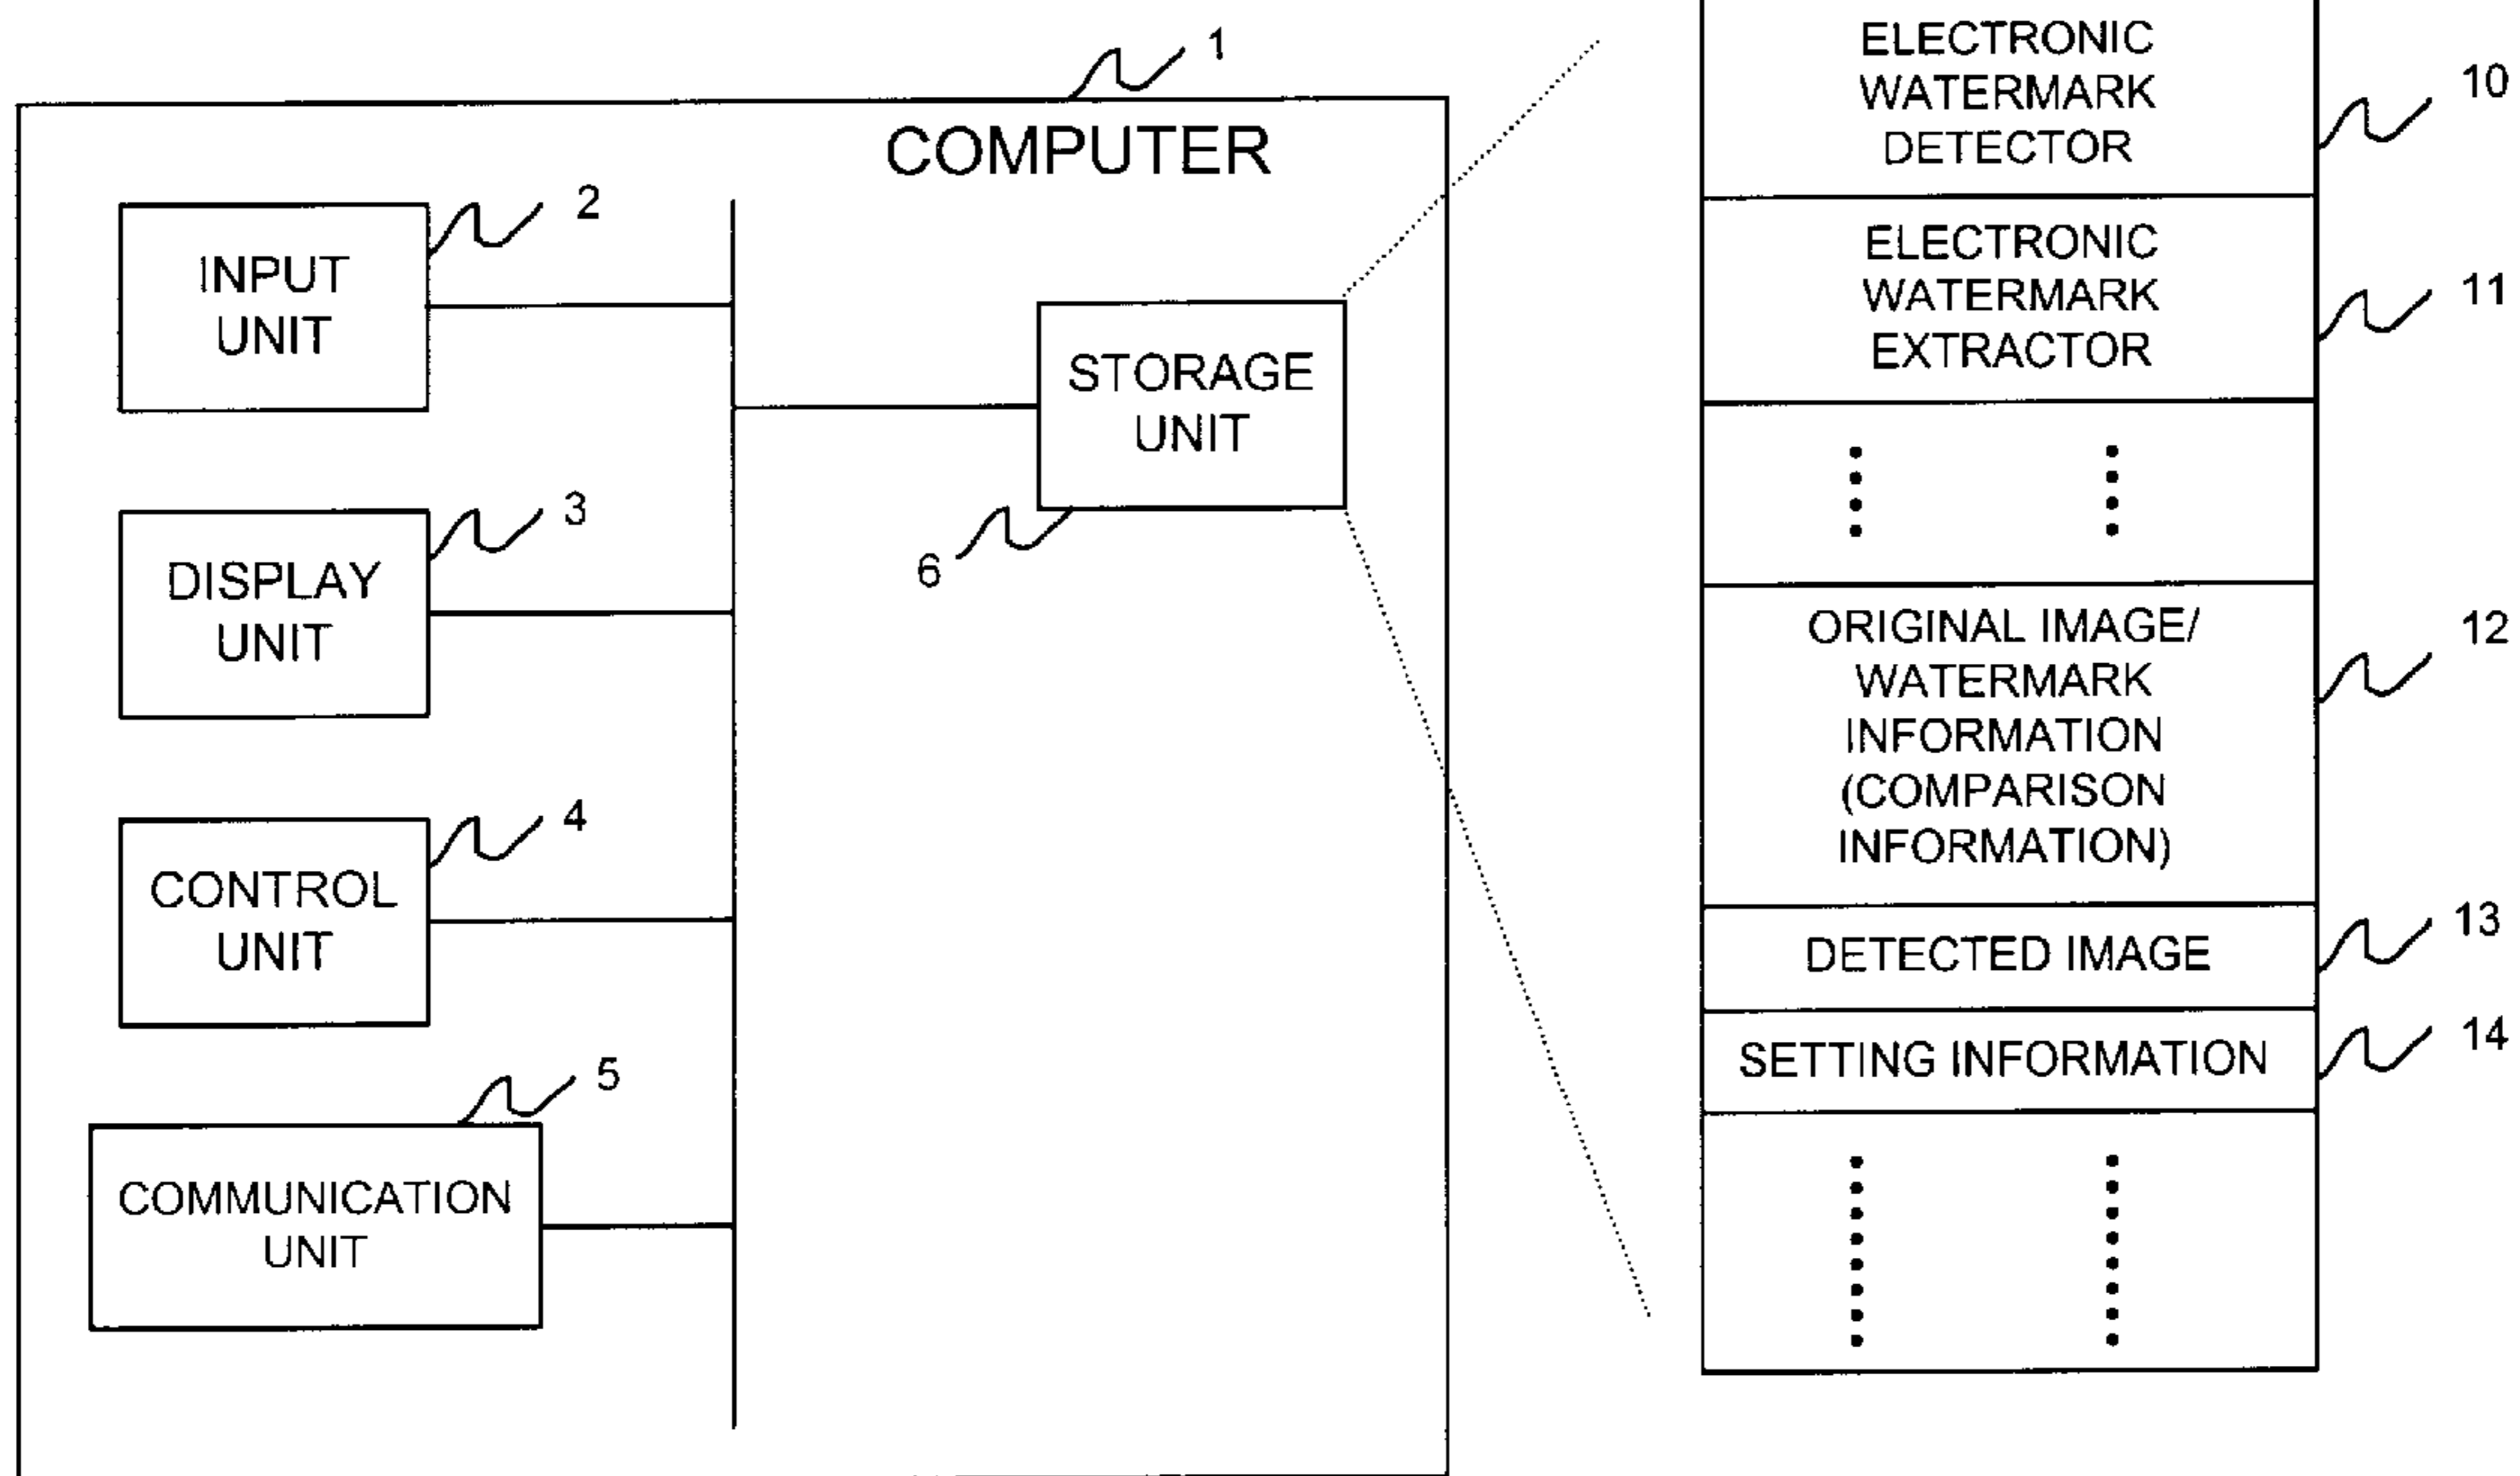 1
COMPUTER
2
INPUT
UNIT
3
DISPLAY
UNIT
4
CONTROL
UNIT
5
COMMUNICATION
UNIT
STORAGE
UNIT
6
ELECTRONIC
WATERMARK
DETECTOR
10
ELECTRONIC
WATERMARK
EXTRACTOR
11
ORIGINAL IMAGE/
WATERMARK
INFORMATION
(COMPARISON
INFORMATION)
12
DETECTED IMAGE
13
SETTING INFORMATION
14